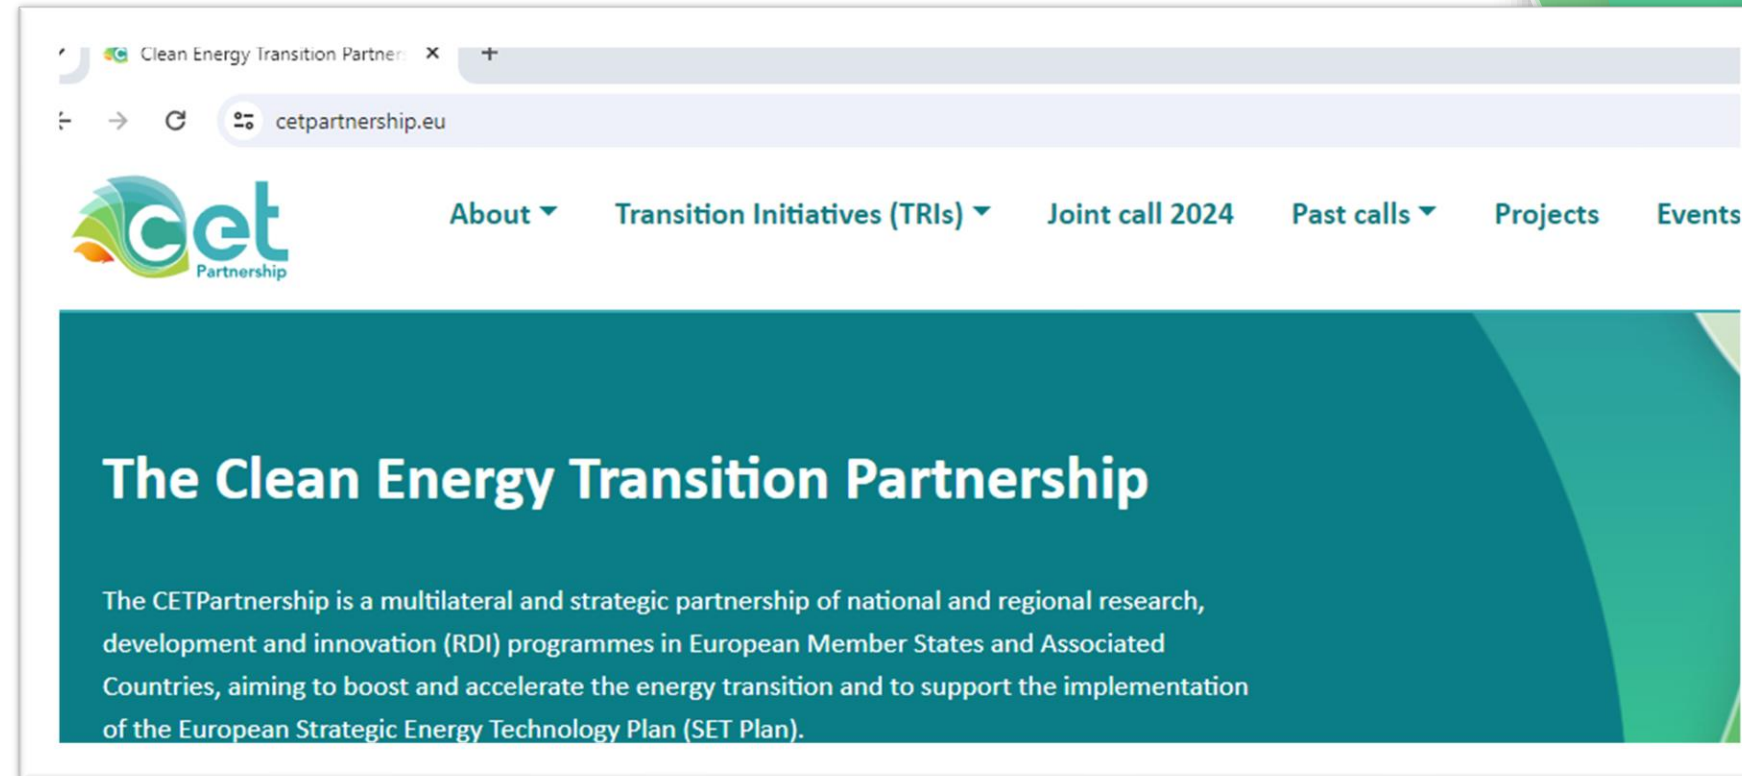 Clean Energy Transition Partner
cetpartnership.eu
cet
Partnership
About
Transition Initiatives (TRIs)
Joint call 2024
Past calls
Projects
Events
The Clean Energy Transition Partnership
The CETPartnership is a multilateral and strategic partnership of national and regional research,
development and innovation (RDI) programmes in European Member States and Associated
Countries, aiming to boost and accelerate the energy transition and to support the implementation
of the European Strategic Energy Technology Plan (SET Plan).